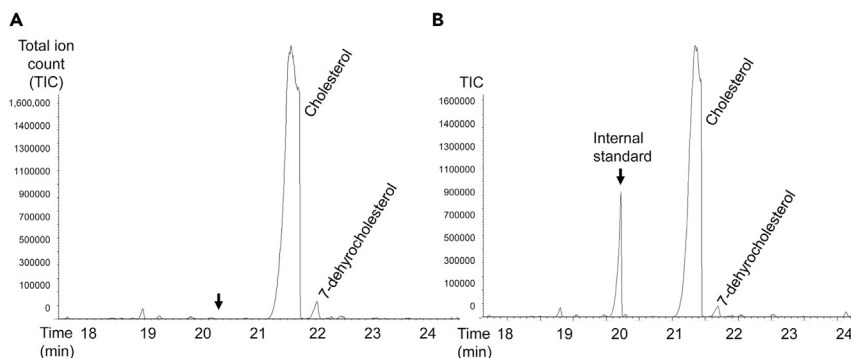 A
Total ion
count
(TIC)
1,600,000
1400000
1300000
1100000
900000
700000
500000
300000
100000
0
Cholesterol
7-dehyrocholesterol
Time 18 19 20 21 22 23 24
(min)
B
TIC
1600000
1400000
1300000
1100000
900000
700000
500000
300000
100000
0
Internal
standard
Cholesterol
7-dehyrocholesterol
Time 18 19 20 21 22 23 24
(min)